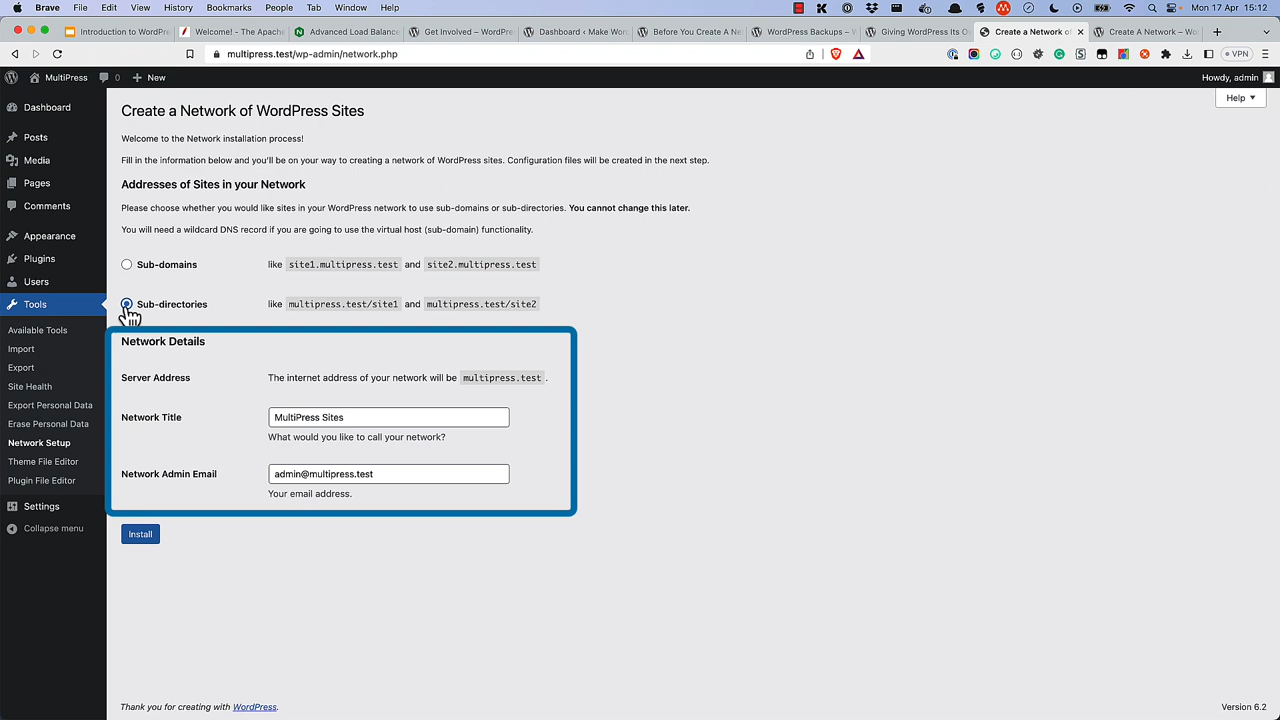 Brave File Edit View History Bookmarks People Tab Window Help Mon 17 Apr 15:12
Introduction to WordPr Welcome! - The Apach Advanced Load Balanc Get Involved – WordPre Dashboard ‹ Make Word Before You Create A Ne WordPress Backups – W Giving WordPress Its O Create a Network of Create A Network – Wo
multipress.test/wp-admin/network.php VPN
MultiPress 0 New Howdy, admin
Help
Dashboard
Posts
Media
Pages
Comments
Appearance
Plugins
Users
Tools
Available Tools
Import
Export
Site Health
Export Personal Data
Erase Personal Data
Network Setup
Theme File Editor
Plugin File Editor
Settings
Collapse menu
Create a Network of WordPress Sites
Welcome to the Network installation process!
Fill in the information below and you'll be on your way to creating a network of WordPress sites. Configuration files will be created in the next step.
Addresses of Sites in your Network
Please choose whether you would like sites in your WordPress network to use sub-domains or sub-directories. You cannot change this later.
You will need a wildcard DNS record if you are going to use the virtual host (sub-domain) functionality.
Sub-domains like site1.multipress.test and site2.multipress.test
Sub-directories like multipress.test/site1 and multipress.test/site2
Network Details
Server Address The internet address of your network will be multipress.test.
Network Title MultiPress Sites
What would you like to call your network?
Network Admin Email admin@multipress.test
Your email address.
Install
Thank you for creating with WordPress. Version 6.2